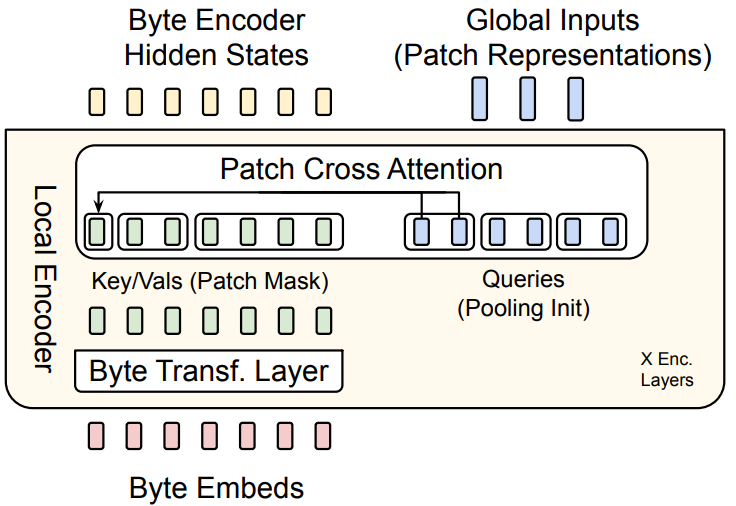 Byte Encoder
Hidden States
Global Inputs
(Patch Representations)
Local Encoder
Patch Cross Attention
Key/Vals (Patch Mask)
Queries
(Pooling Init)
Byte Transf. Layer
X Enc.
Layers
Byte Embeds